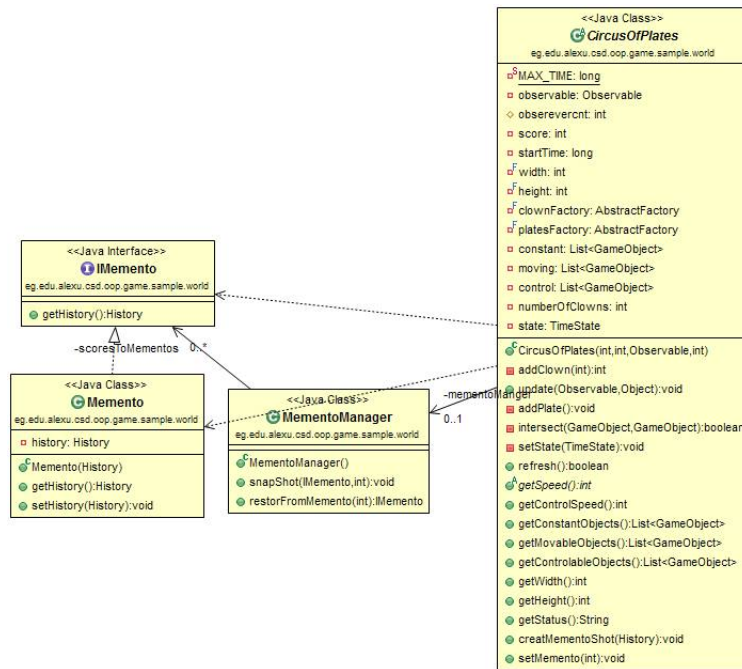 <<Java Class>>
CircusOfPlates
eg.edu.alexu.csd.oop.game.sample.world
MAX_TIME: long
observable: Observable
obserevercnt: int
score: int
startTime: long
width: int
height: int
clownFactory: AbstractFactory
platesFactory: AbstractFactory
constant: List<GameObject>
moving: List<GameObject>
control: List<GameObject>
numberOfClowns: int
state: TimeState
CircusOfPlates(int,int,Observable,int)
addClown(int):int
update(Observable,Object):void
addPlate():void
intersect(GameObject,GameObject):boolean
setState(TimeState):void
refresh():boolean
getSpeed():int
getControlSpeed():int
getConstantObjects():List<GameObject>
getMovableObjects():List<GameObject>
getControlableObjects():List<GameObject>
getWidth():int
getHeight():int
getStatus():String
creatMementoShot(History):void
setMemento(int):void
<<Java Interface>>
IMemento
eg.edu.alexu.csd.oop.game.sample.world
getHistory():History
-scoresToMementos
0..*
<<Java Class>>
Memento
eg.edu.alexu.csd.oop.game.sample.world
history: History
Memento(History)
getHistory():History
setHistory(History):void
<<Java Class>>
MementoManager
eg.edu.alexu.csd.oop.game.sample.world
MementoManager()
snapShot(IMemento,int):void
restorFromMemento(int):IMemento
-mementoManger
0..1